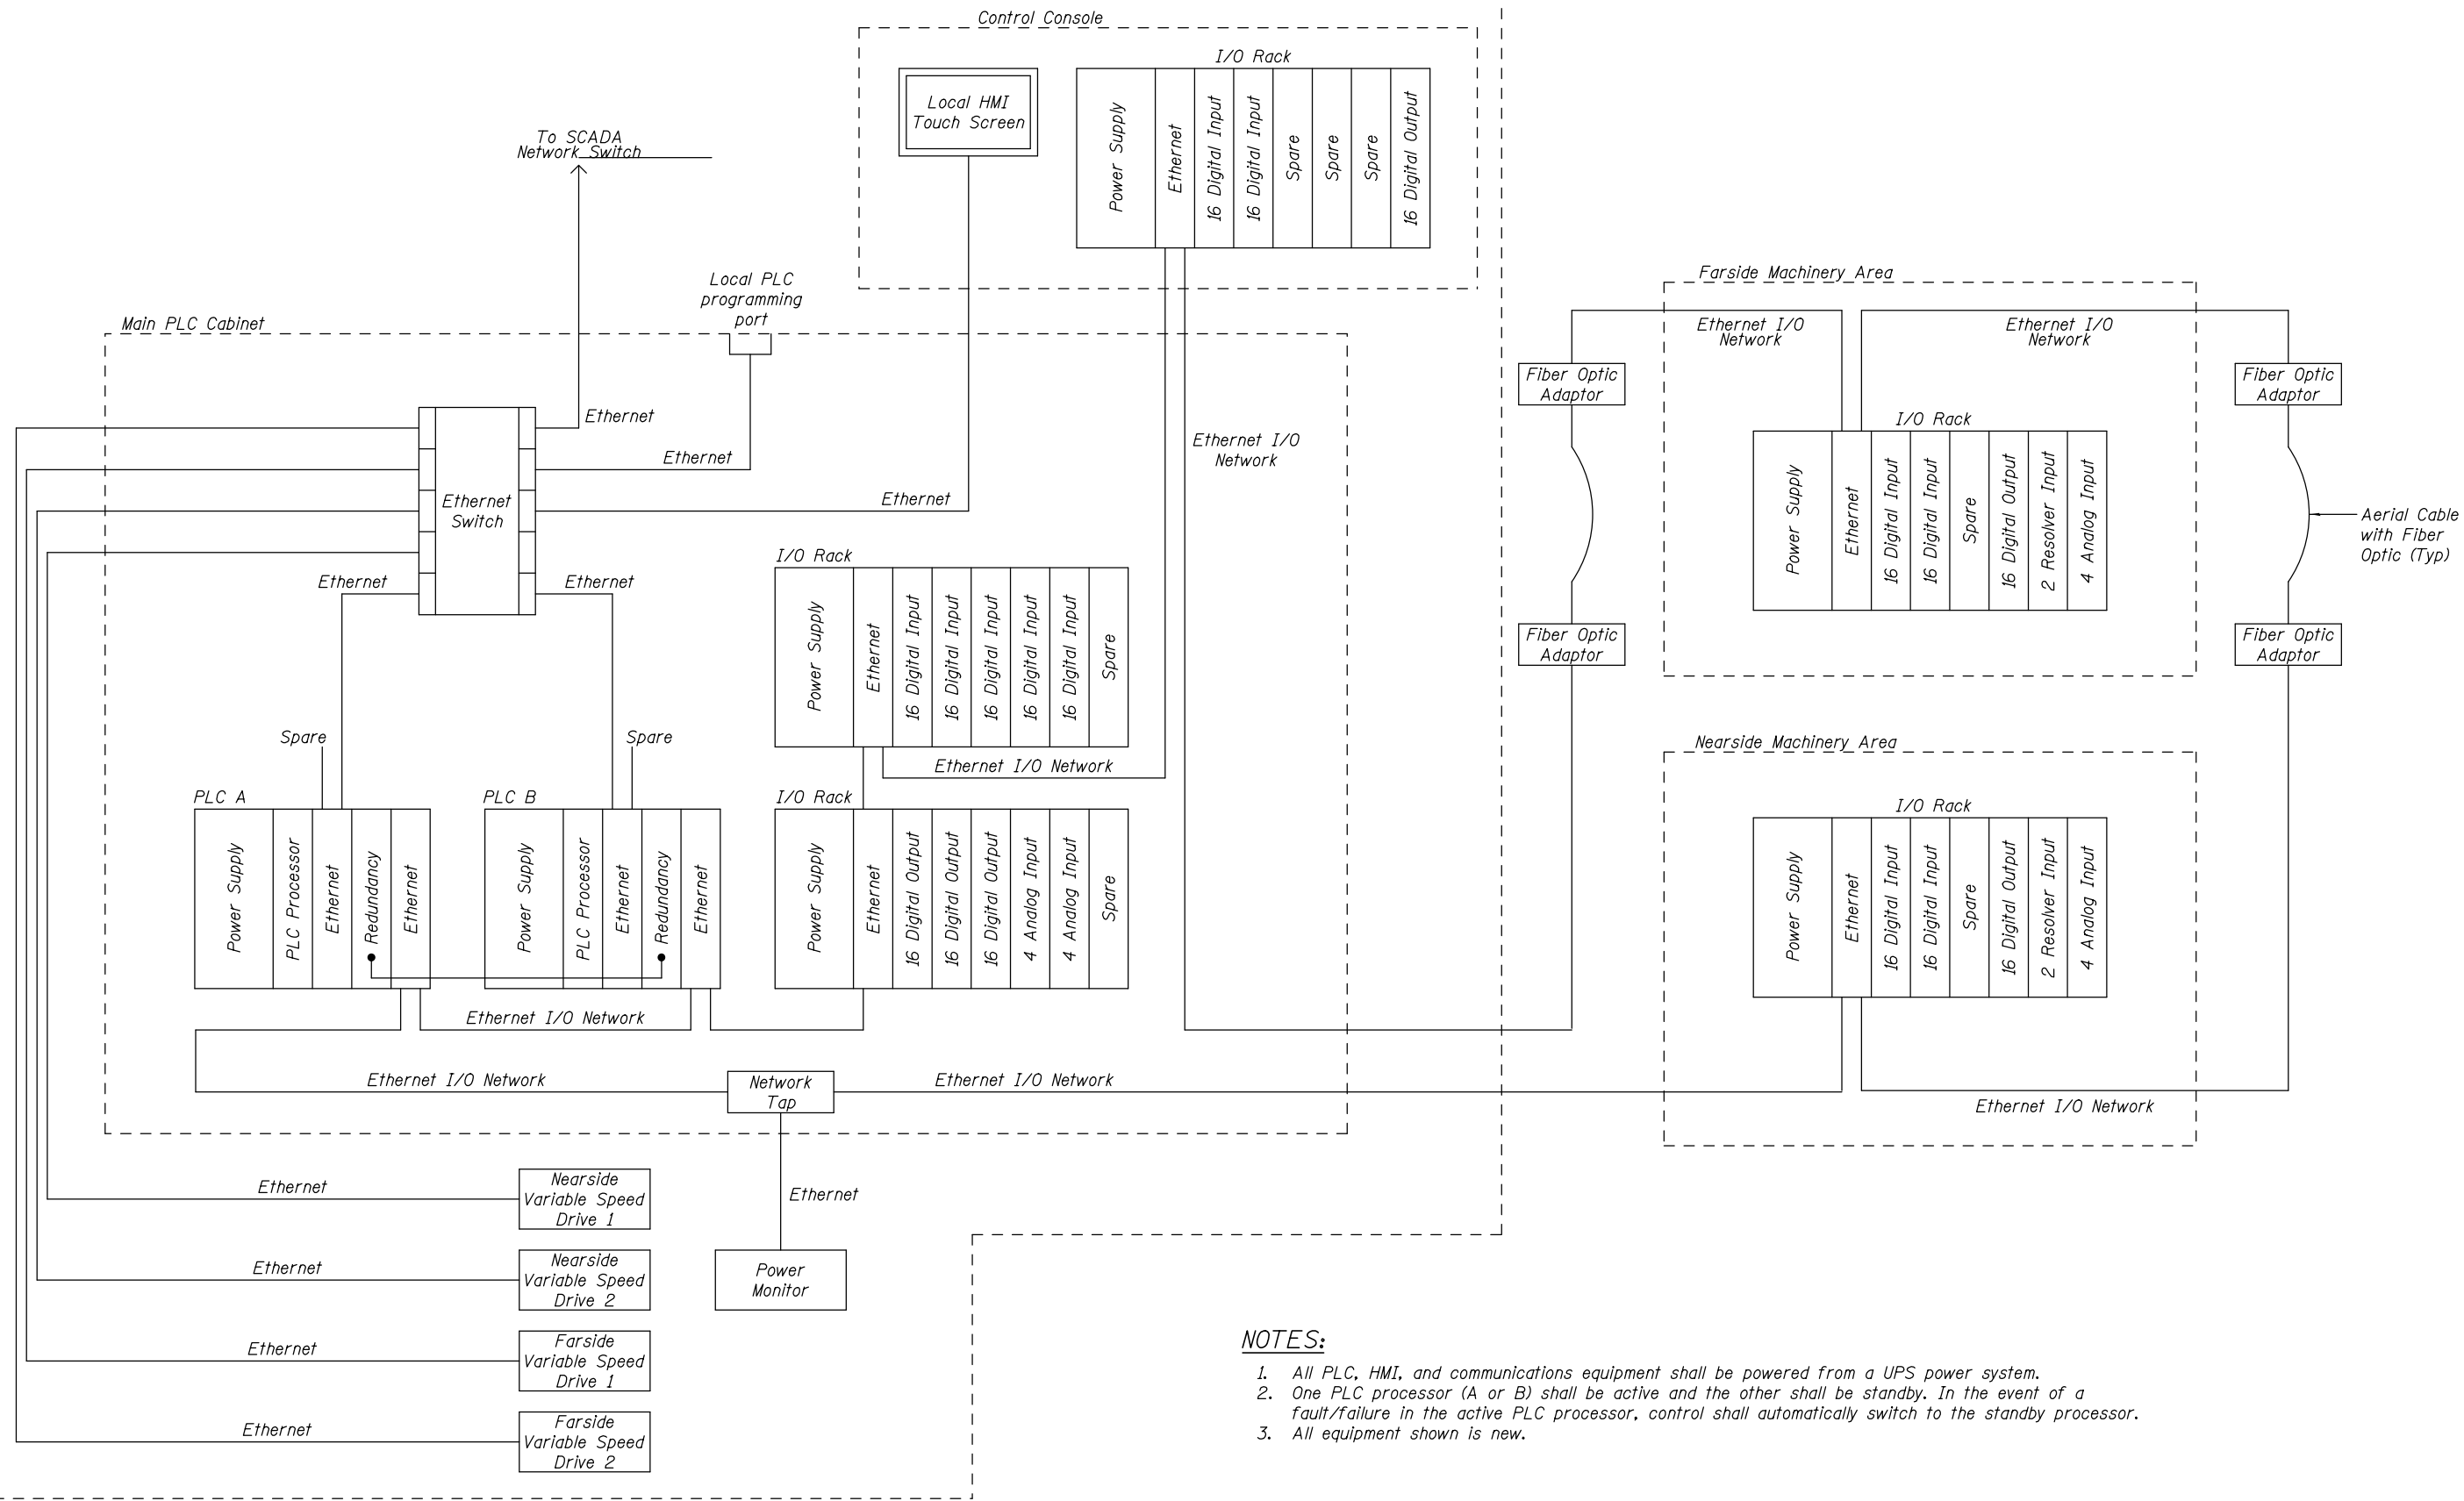 Control Console
I/O Rack
Local HMI
Touch Screen
Power Supply
Ethernet
16 Digital Input
16 Digital Input
Spare
Spare
Spare
16 Digital Output
To SCADA
Network Switch
Local PLC
programming
port
Main PLC Cabinet
Ethernet
Ethernet
Ethernet
Ethernet
Switch
Ethernet
Ethernet
Ethernet I/O
Network
I/O Rack
Power Supply
Ethernet
16 Digital Input
16 Digital Input
16 Digital Input
16 Digital Input
16 Digital Input
Spare
Ethernet I/O Network
Spare
Spare
PLC A
Power Supply
PLC Processor
Ethernet
Redundancy
Ethernet
PLC B
Power Supply
PLC Processor
Ethernet
Redundancy
Ethernet
I/O Rack
Power Supply
Ethernet
16 Digital Output
16 Digital Output
16 Digital Output
4 Analog Input
4 Analog Input
Spare
Ethernet I/O Network
Ethernet I/O Network
Network
Tap
Ethernet I/O Network
Ethernet
Power
Monitor
Ethernet
Nearside
Variable Speed
Drive 1
Ethernet
Nearside
Variable Speed
Drive 2
Ethernet
Farside
Variable Speed
Drive 1
Ethernet
Farside
Variable Speed
Drive 2
Farside Machinery Area
Ethernet I/O
Network
Ethernet I/O
Network
Fiber Optic
Adaptor
Fiber Optic
Adaptor
I/O Rack
Power Supply
Ethernet
16 Digital Input
16 Digital Input
Spare
16 Digital Output
2 Resolver Input
4 Analog Input
Aerial Cable
with Fiber
Optic (Typ)
Fiber Optic
Adaptor
Fiber Optic
Adaptor
Nearside Machinery Area
I/O Rack
Power Supply
Ethernet
16 Digital Input
16 Digital Input
Spare
16 Digital Output
2 Resolver Input
4 Analog Input
Ethernet I/O Network
NOTES:
1. All PLC, HMI, and communications equipment shall be powered from a UPS power system.
2. One PLC processor (A or B) shall be active and the other shall be standby. In the event of a
fault/failure in the active PLC processor, control shall automatically switch to the standby processor.
3. All equipment shown is new.